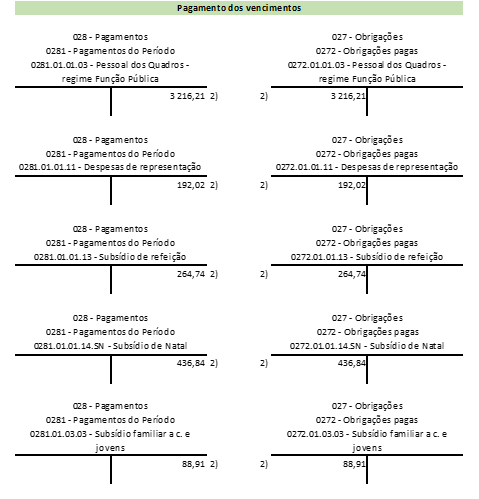 Pagamento dos vencimentos
028 - Pagamentos
0281 - Pagamentos do Período
0281.01.01.03 - Pessoal dos Quadros -
regime Função Pública
3 216,21 2)
027 - Obrigações
0272 - Obrigações pagas
0272.01.01.03 - Pessoal dos Quadros -
regime Função Pública
2) 3 216,21
028 - Pagamentos
0281 - Pagamentos do Período
0281.01.01.11 - Despesas de representação
192,02 2)
027 - Obrigações
0272 - Obrigações pagas
0272.01.01.11 - Despesas de representação
2) 192,02
028 - Pagamentos
0281 - Pagamentos do Período
0281.01.01.13 - Subsídio de refeição
264,74 2)
027 - Obrigações
0272 - Obrigações pagas
0272.01.01.13 - Subsídio de refeição
2) 264,74
028 - Pagamentos
0281 - Pagamentos do Período
0281.01.01.14.SN - Subsídio de Natal
436,84 2)
027 - Obrigações
0272 - Obrigações pagas
0272.01.01.14.SN - Subsídio de Natal
2) 436,84
028 - Pagamentos
0281 - Pagamentos do Período
0281.01.03.03 - Subsídio familiar a c. e
jovens
88,91 2)
027 - Obrigações
0272 - Obrigações pagas
0272.01.03.03 - Subsídio familiar a c. e
jovens
2) 88,91